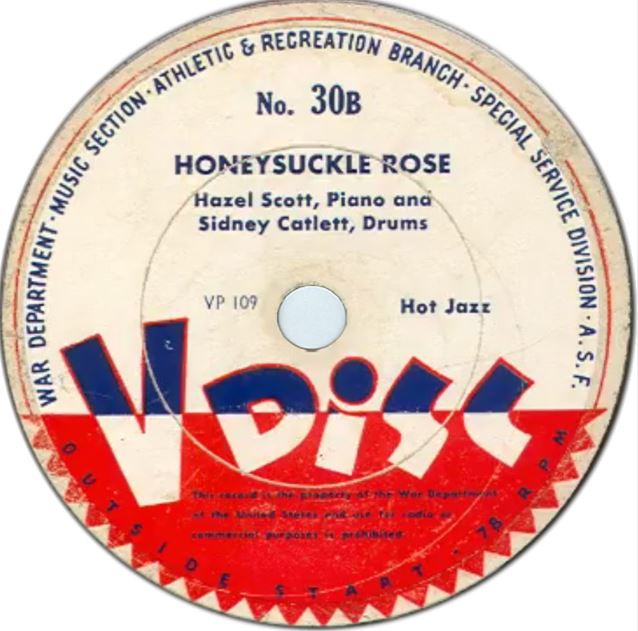 WAR DEPARTMENT · MUSIC SECTION · ATHLETIC & RECREATION BRANCH · SPECIAL SERVICE DIVISION · A.S.F.
No. 30B
HONEYSUCKLE ROSE
Hazel Scott, Piano and
Sidney Catlett, Drums
VP 109
Hot Jazz
V DiSC
This record is the property of the War Department
of the United States and use for radio or
commercial purposes is prohibited.
OUTSIDE START · 78 RPM